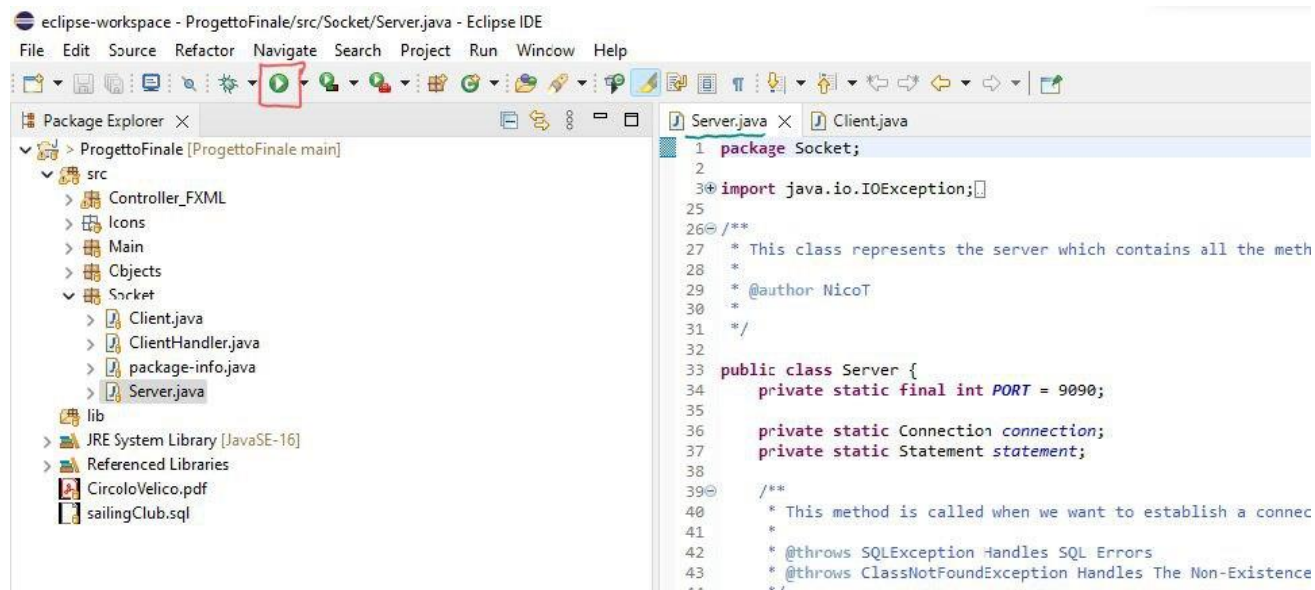 eclipse-workspace - ProgettoFinale/src/Socket/Server.java - Eclipse IDE
File Edit Source Refactor Navigate Search Project Run Window Help
Package Explorer
> ProgettoFinale [ProgettoFinale main]
src
Controller_FXML
Icons
Main
Objects
Socket
Client.java
ClientHandler.java
package-info.java
Server.java
lib
JRE System Library [JavaSE-16]
Referenced Libraries
CircoloVelico.pdf
sailingClub.sql
Server.java Client.java
1 package Socket;
2
3 import java.io.IOException;
25
26 /**
27 * This class represents the server which contains all the meth
28 *
29 * @author NicoT
30 *
31 */
32
33 public class Server {
34 private static final int PORT = 9090;
35
36 private static Connection connection;
37 private static Statement statement;
38
39 /**
40 * This method is called when we want to establish a connec
41 *
42 * @throws SQLException Handles SQL Errors
43 * @throws ClassNotFoundException Handles The Non-Existence